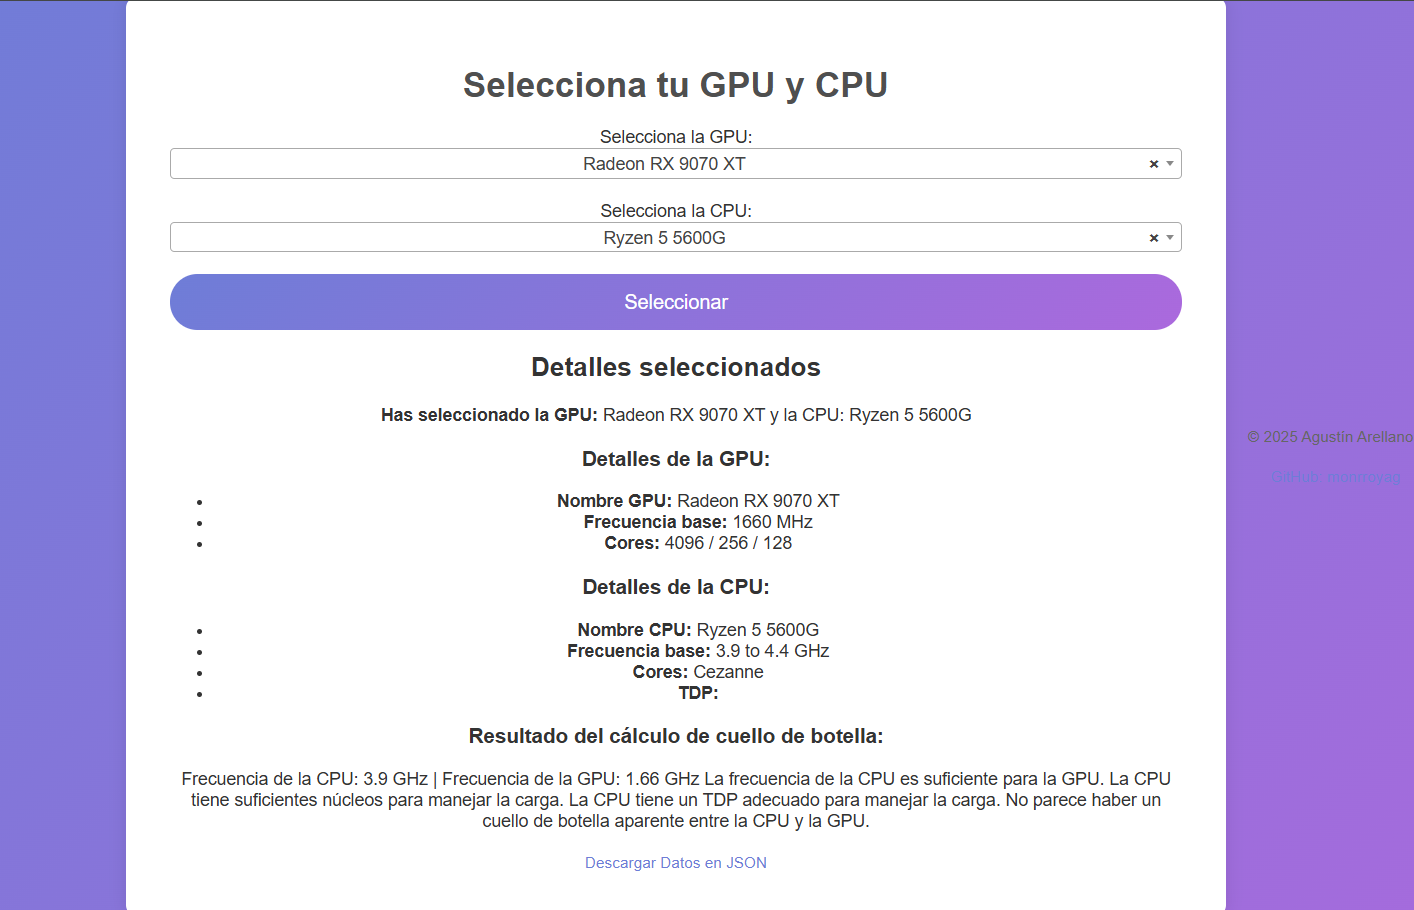 Selecciona tu GPU y CPU
Selecciona la GPU:
Radeon RX 9070 XT × 
Selecciona la CPU:
Ryzen 5 5600G ×
Seleccionar
Detalles seleccionados
Has seleccionado la GPU: Radeon RX 9070 XT y la CPU: Ryzen 5 5600G
Detalles de la GPU:
• Nombre GPU: Radeon RX 9070 XT
• Frecuencia base: 1660 MHz
• Cores: 4096 / 256 / 128
Detalles de la CPU:
• Nombre CPU: Ryzen 5 5600G
• Frecuencia base: 3.9 to 4.4 GHz
• Cores: Cezanne
• TDP:
Resultado del cálculo de cuello de botella:
Frecuencia de la CPU: 3.9 GHz | Frecuencia de la GPU: 1.66 GHz La frecuencia de la CPU es suficiente para la GPU. La CPU
tiene suficientes núcleos para manejar la carga. La CPU tiene un TDP adecuado para manejar la carga. No parece haber un
cuello de botella aparente entre la CPU y la GPU.
Descargar Datos en JSON
© 2025 Agustín Arellano
GitHub: